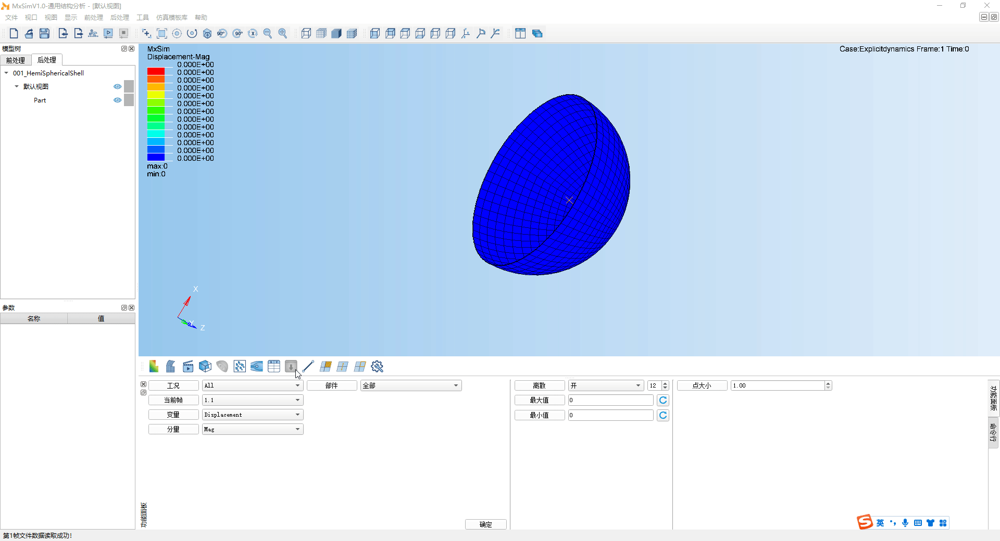 MxSimV1.0-通用结构分析 - [默认视图]
文件 视口 视图 显示 前处理 后处理 工具 仿真模板库 帮助
90° 90° X
模型树
前处理 后处理
001_HemiSphericalShell
默认视图
Part
参数
名称 值
MxSim
Displacement-Mag
0.000E+00
0.000E+00
0.000E+00
0.000E+00
0.000E+00
0.000E+00
0.000E+00
0.000E+00
0.000E+00
0.000E+00
0.000E+00
0.000E+00
0.000E+00
max:0
min:0
Case:Explicitdynamics Frame:1 Time:0
X
Y
Z
工况 All 部件 全部
当前帧 1.1
变量 Displacement
分量 Mag
确定
离散 开 12
最大值 0
最小值 0
点大小 1.00
功能面板
命令行
功能面板
英
第1帧文件数据读取成功!